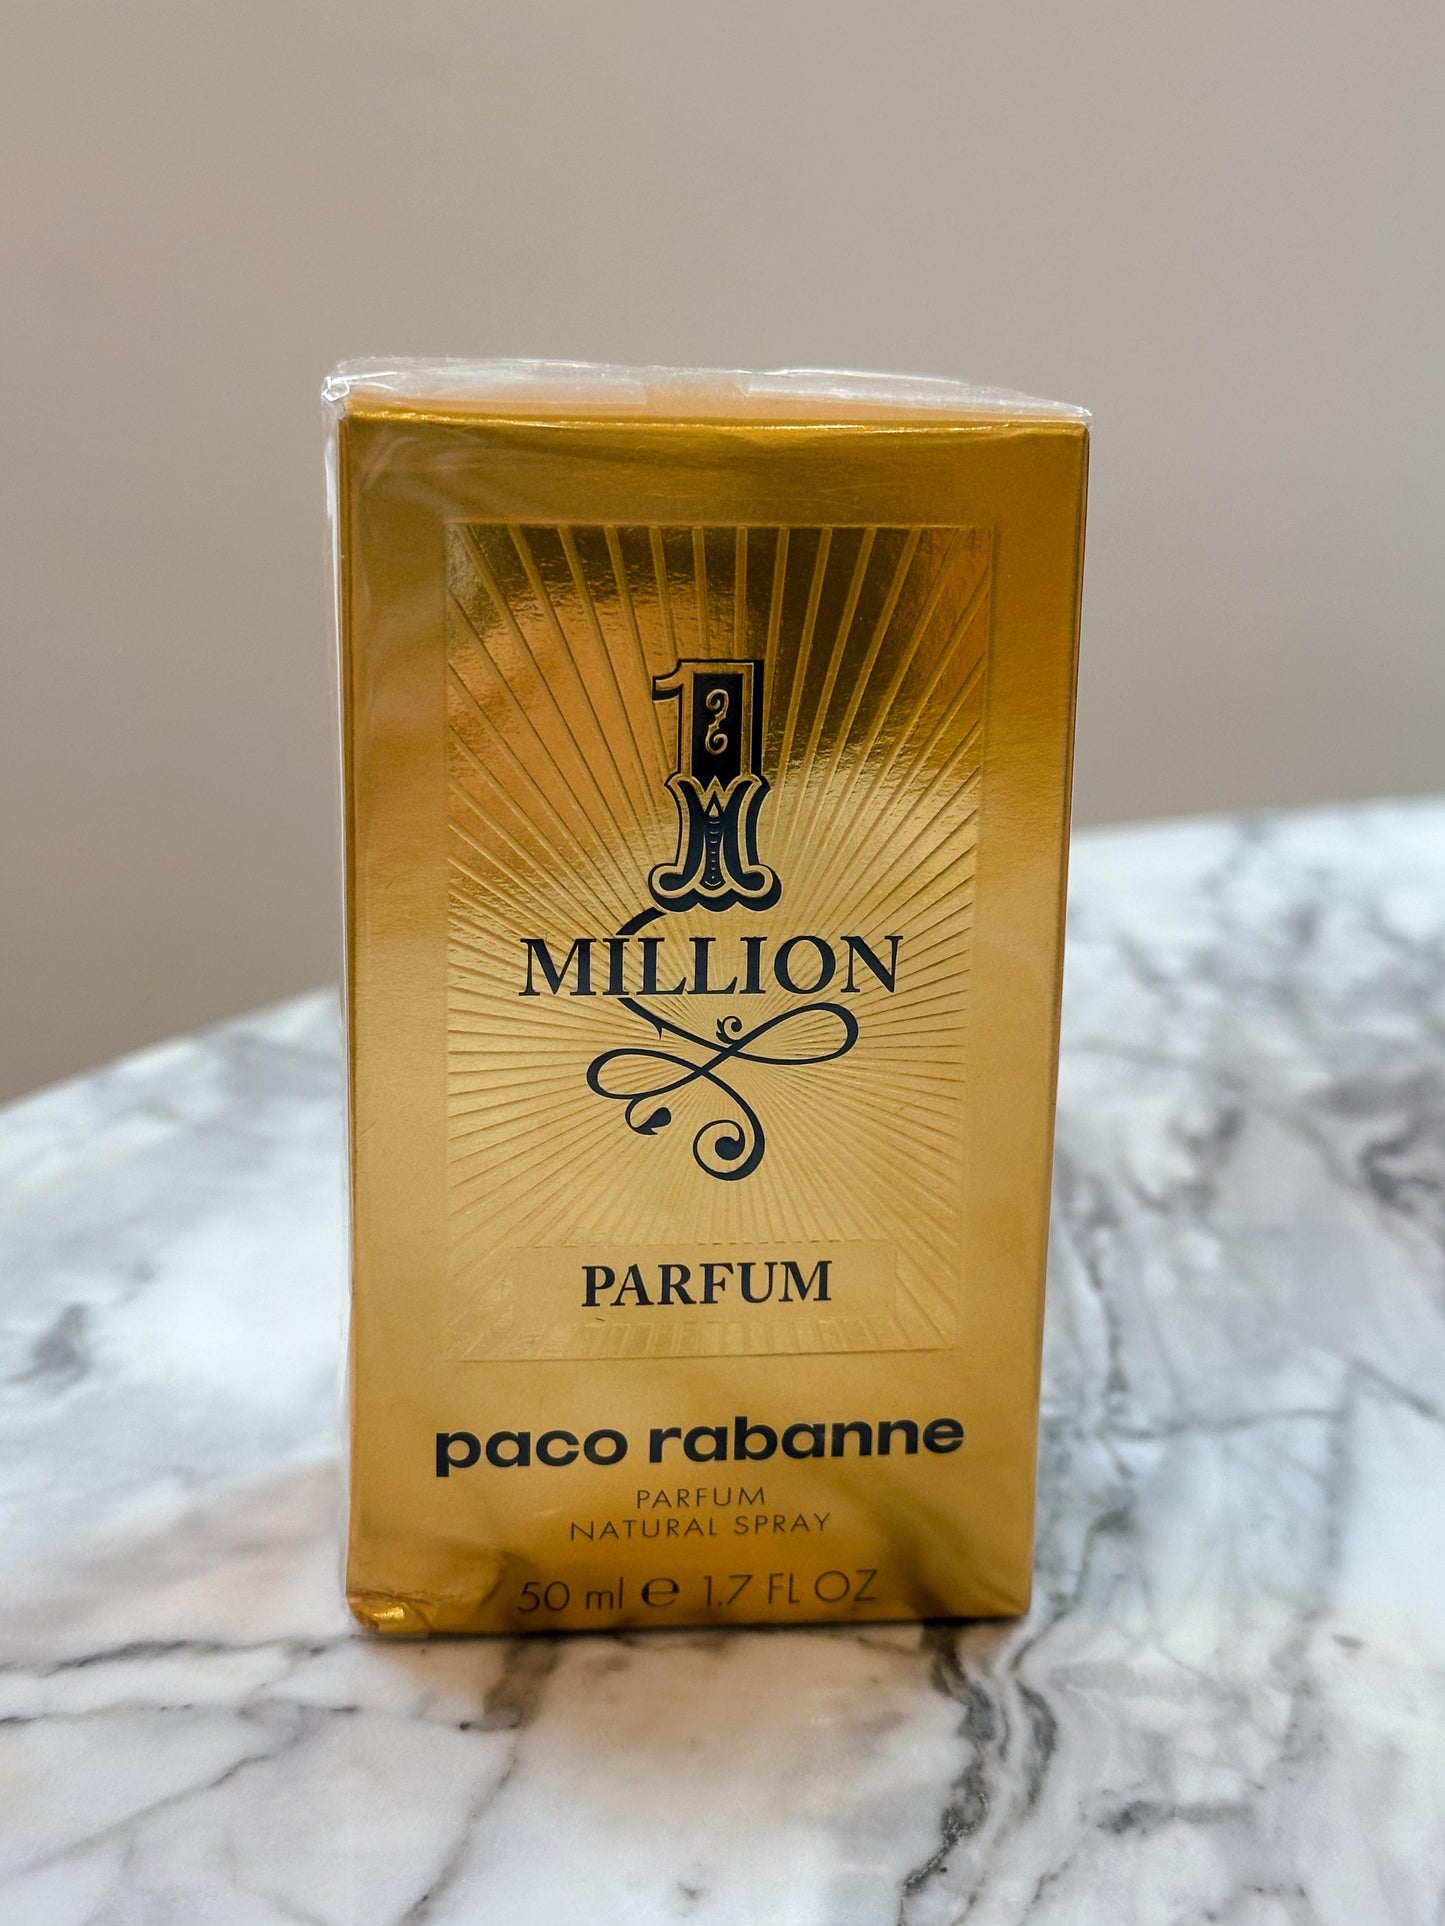 1
MILLION
PARFUM
paco rabanne
PARFUM
NATURAL SPRAY
50 ml ℮ 1.7 FL OZ